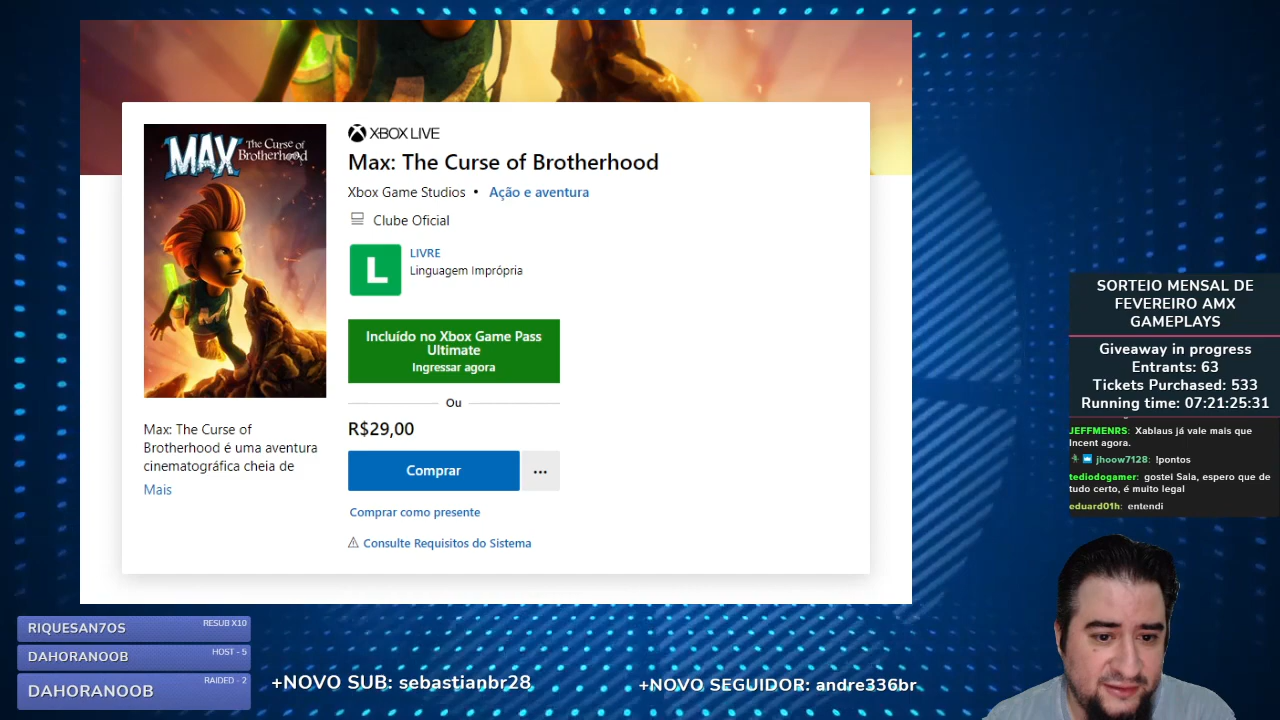 MAX The Curse of
Brotherhood
XBOX LIVE
Max: The Curse of Brotherhood
Xbox Game Studios • Ação e aventura
Clube Oficial
L
LIVRE
Linguagem Imprópria
Incluído no Xbox Game Pass
Ultimate
Ingressar agora
Ou
R$29,00
Comprar
...
Comprar como presente
Consulte Requisitos do Sistema
Max: The Curse of
Brotherhood é uma aventura
cinematográfica cheia de
Mais
SORTEIO MENSAL DE
FEVEREIRO AMX
GAMEPLAYS
Giveaway in progress
Entrants: 63
Tickets Purchased: 533
Running time: 07:21:25:31
JEFFMENRS: Xablaus já vale mais que
Incent agora.
jhoow7128: !pontos
tediodogamer: gostei Sala, espero que de
tudo certo, é muito legal
eduard01h: entendi
RIQUESAN7OS RESUB X10
DAHORANOOB HOST - 5
DAHORANOOB RAIDED - 2
+NOVO SUB: sebastianbr28
+NOVO SEGUIDOR: andre336br